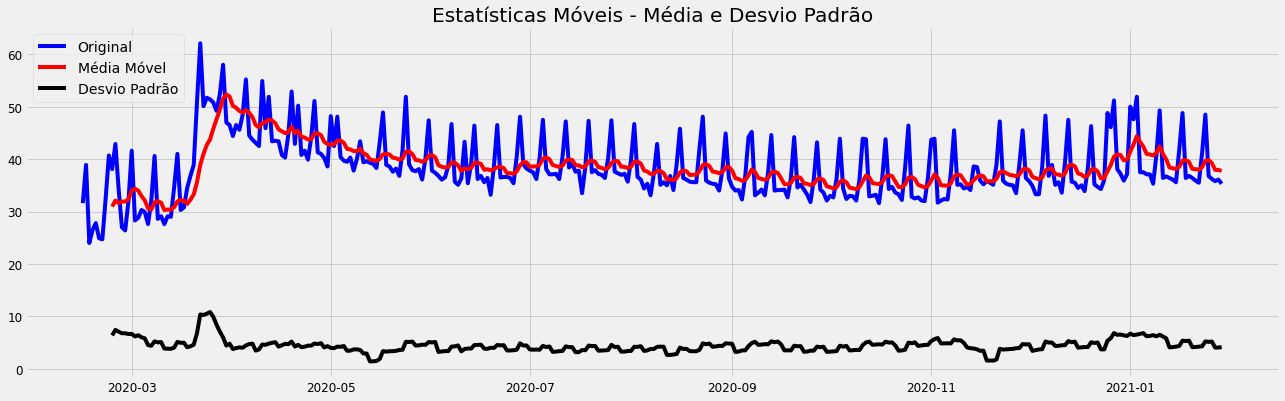 Estatísticas Móveis - Média e Desvio Padrão
Original
Média Móvel
Desvio Padrão
60
50
40
30
20
10
0
2020-03 2020-05 2020-07 2020-09 2020-11 2021-01